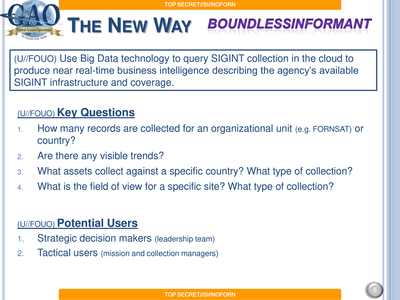 TOP SECRET//SI//NOFORN
GAO
THE NEW WAY BOUNDLESSINFORMANT
(U//FOUO) Use Big Data technology to query SIGINT collection in the cloud to
produce near real-time business intelligence describing the agency's available
SIGINT infrastructure and coverage.
(U//FOUO) Key Questions
1. How many records are collected for an organizational unit (e.g. FORNSAT) or
country?
2. Are there any visible trends?
3. What assets collect against a specific country? What type of collection?
4. What is the field of view for a specific site? What type of collection?
(U//FOUO) Potential Users
1. Strategic decision makers (leadership team)
2. Tactical users (mission and collection managers)
TOP SECRET//SI//NOFORN